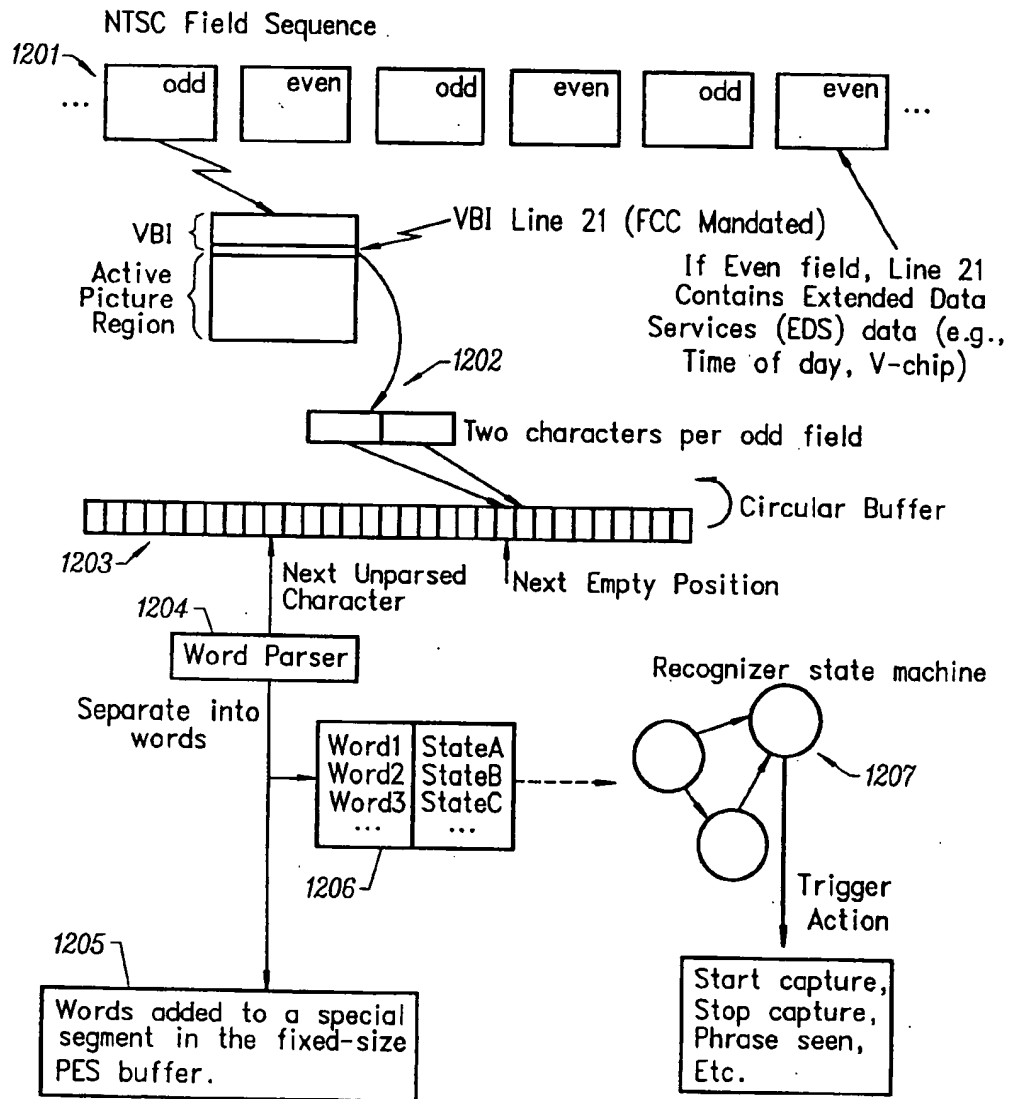 NTSC Field Sequence
1201
... odd even odd even odd even ...
VBI
VBI Line 21 (FCC Mandated)
Active
Picture
Region
If Even field, Line 21
Contains Extended Data
Services (EDS) data (e.g.,
Time of day, V-chip)
1202
Two characters per odd field
Circular Buffer
1203
Next Unparsed
Character
Next Empty Position
1204
Word Parser
Separate into
words
Recognizer state machine
Word1 StateA
Word2 StateB
Word3 StateC
... ...
1206
1207
Trigger
Action
1205
Words added to a special
segment in the fixed-size
PES buffer.
Start capture,
Stop capture,
Phrase seen,
Etc.